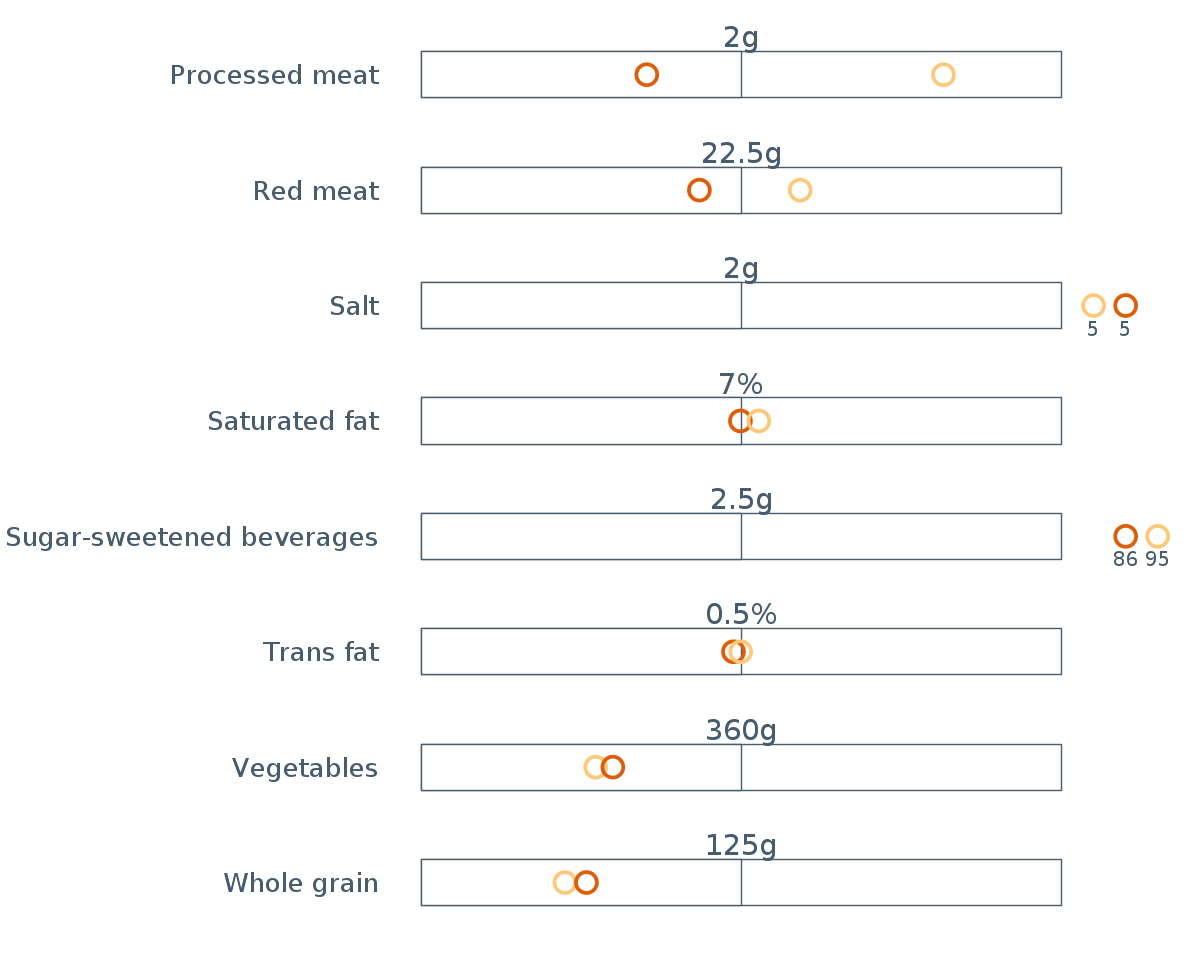 2g
Processed meat
22.5g
Red meat
2g
Salt
5 5
7%
Saturated fat
2.5g
Sugar-sweetened beverages
86 95
0.5%
Trans fat
360g
Vegetables
125g
Whole grain